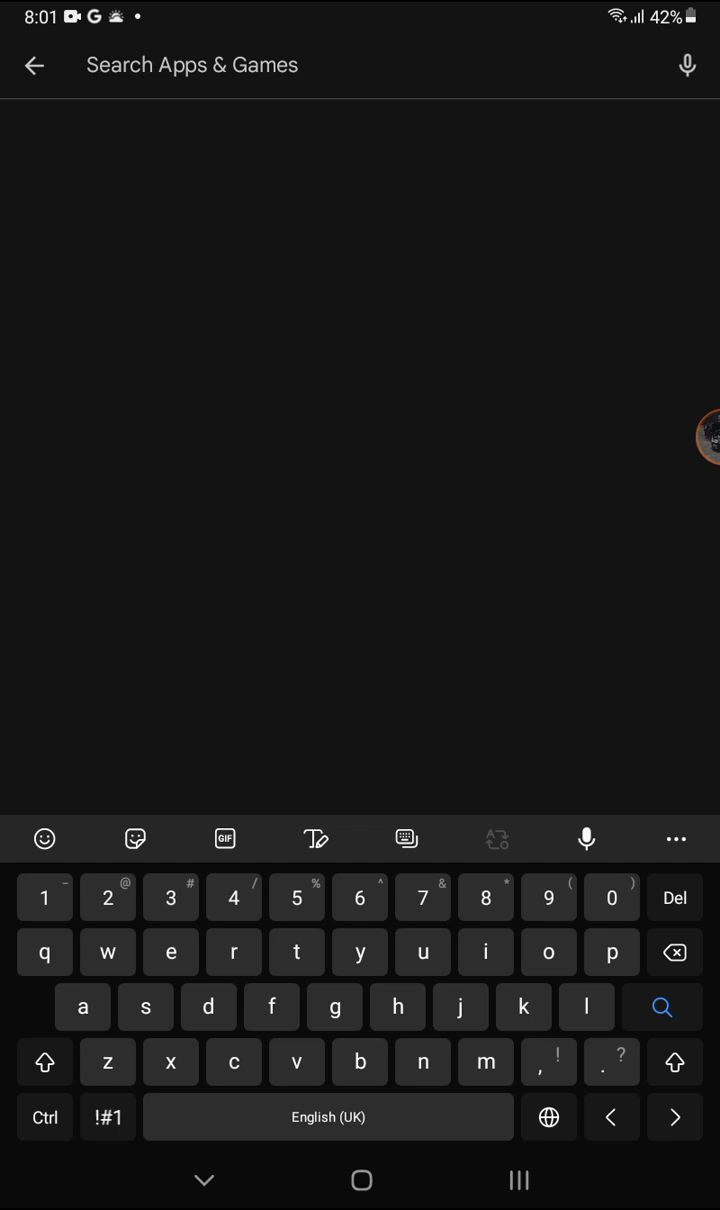 8:01 G 42%
Search Apps & Games
GIF
1 - 2 @ 3 # 4 / 5 % 6 ^ 7 & 8 * 9 ( 0 ) Del
q w e r t y u i o p
a s d f g h j k l
z x c v b n m , ! . ?
Ctrl !#1 English (UK) < >